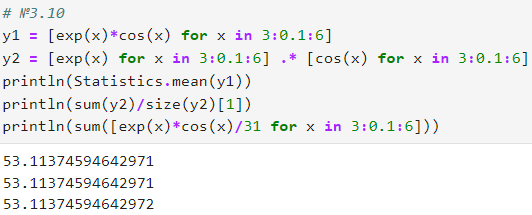 # №3.10
y1 = [exp(x)*cos(x) for x in 3:0.1:6]
y2 = [exp(x) for x in 3:0.1:6] .* [cos(x) for x in 3:0.1:6]
println(Statistics.mean(y1))
println(sum(y2)/size(y2)[1])
println(sum([exp(x)*cos(x)/31 for x in 3:0.1:6]))
53.11374594642971
53.11374594642971
53.11374594642972